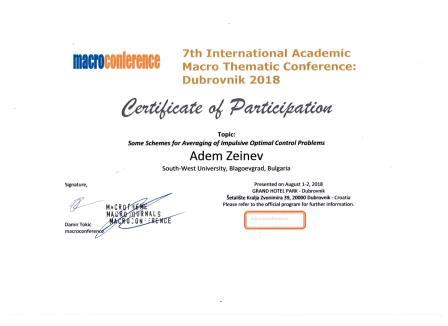 macroconference
7th International Academic
Macro Thematic Conference:
Dubrovnik 2018
Certificate of Participation
Topic:
Some Schemes for Averaging of Impulsive Optimal Control Problems
Adem Zeinev
South-West University, Blagoevgrad, Bulgaria
Signature,
MACROTHEME
MACROJOURNALS
MACROCONFERENCE
Damir Tokic
macroconference
Presented on August 1-2, 2018
GRAND HOTEL PARK - Dubrovnik
Šetalište Kralja Zvonimira 39, 20000 Dubrovnik - Croatia
Please refer to the official program for further information.